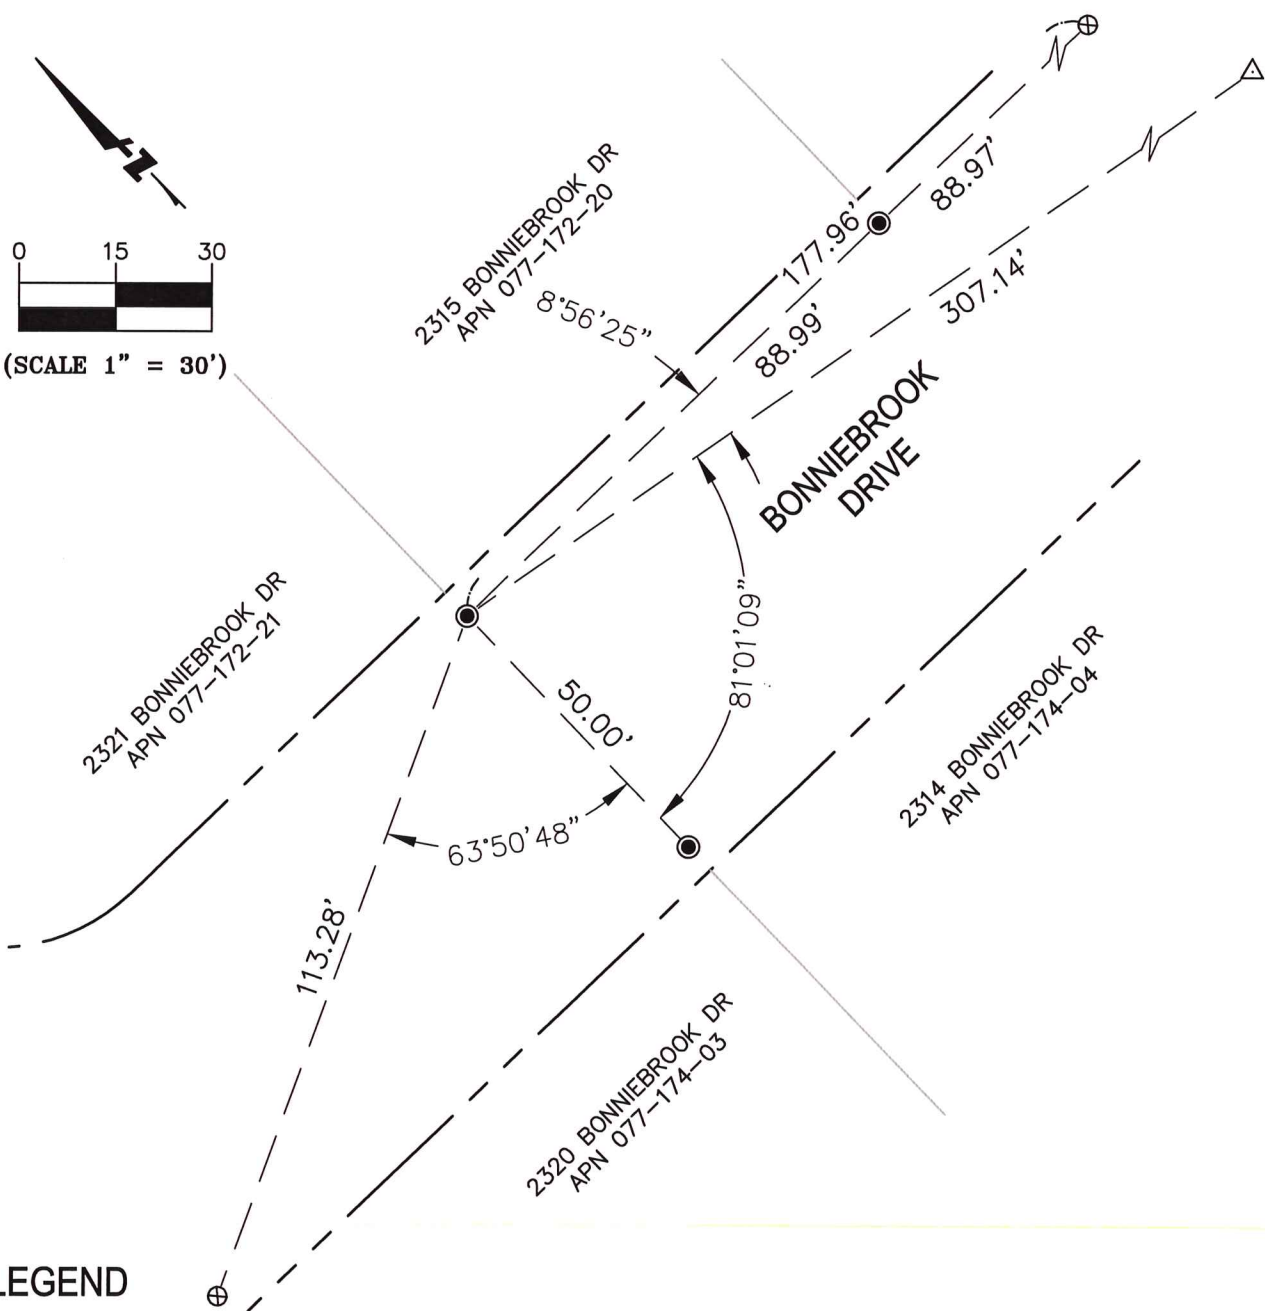 N
0 15 30
(SCALE 1" = 30')
2315 BONNIEBROOK DR
APN 077-172-20
8°56'25"
177.96'
88.97'
88.99'
307.14'
BONNIEBROOK
DRIVE
2321 BONNIEBROOK DR
APN 077-172-21
50.00'
81°01'09"
63°50'48"
2314 BONNIEBROOK DR
APN 077-174-04
113.28'
2320 BONNIEBROOK DR
APN 077-174-03
LEGEND